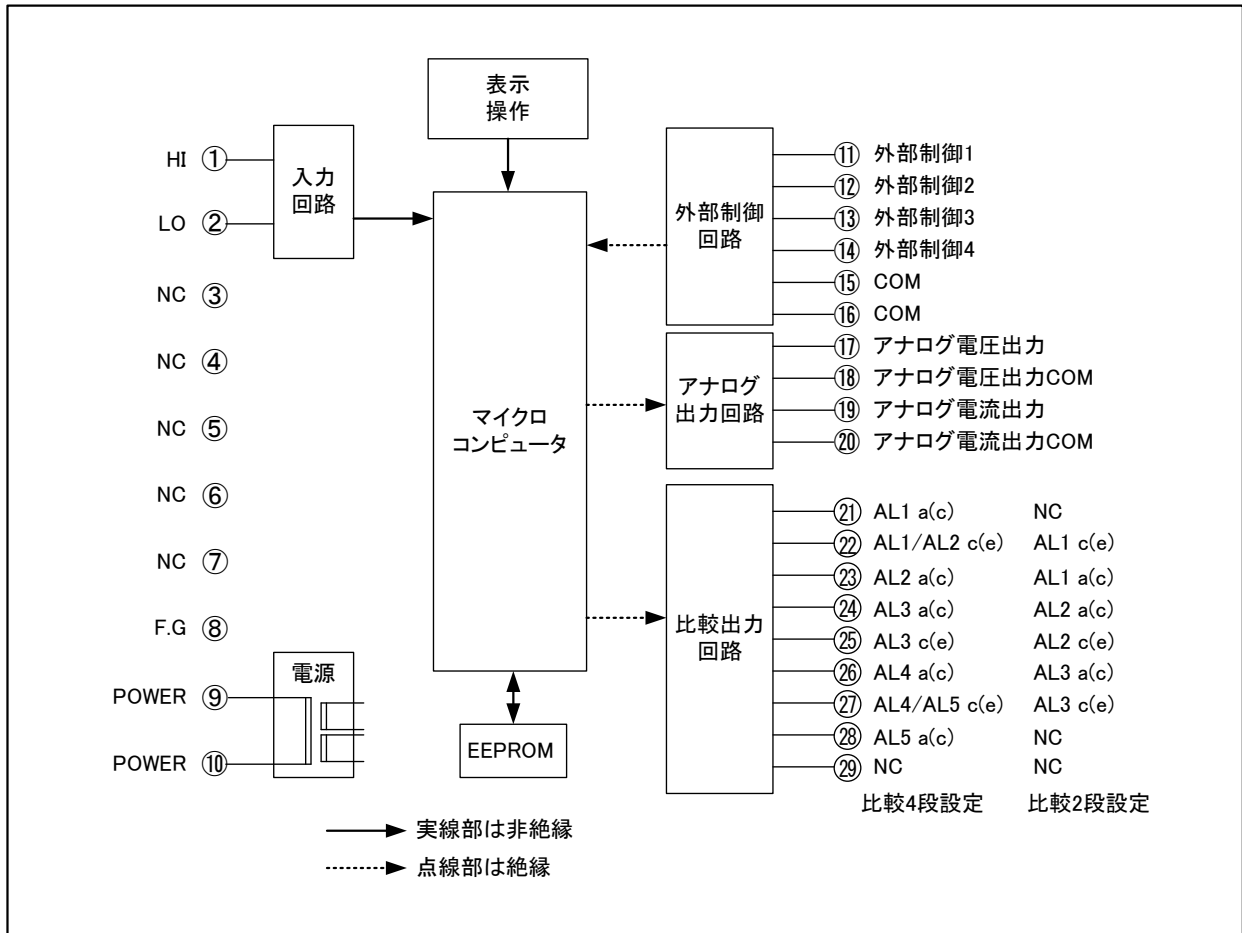 表示
操作
HI ①
LO ②
入力
回路
NC ③
NC ④
NC ⑤
NC ⑥
NC ⑦
F.G ⑧
電源
POWER ⑨
POWER ⑩
マイクロ
コンピュータ
EEPROM
外部制御
回路
⑪ 外部制御1
⑫ 外部制御2
⑬ 外部制御3
⑭ 外部制御4
⑮ COM
⑯ COM
アナログ
出力回路
⑰ アナログ電圧出力
⑱ アナログ電圧出力COM
⑲ アナログ電流出力
⑳ アナログ電流出力COM
比較出力
回路
㉑ AL1 a(c) NC
㉒ AL1/AL2 c(e) AL1 c(e)
㉓ AL2 a(c) AL1 a(c)
㉔ AL3 a(c) AL2 a(c)
㉕ AL3 c(e) AL2 c(e)
㉖ AL4 a(c) AL3 a(c)
㉗ AL4/AL5 c(e) AL3 c(e)
㉘ AL5 a(c) NC
㉙ NC NC
比較4段設定 比較2段設定
実線部は非絶縁
点線部は絶縁